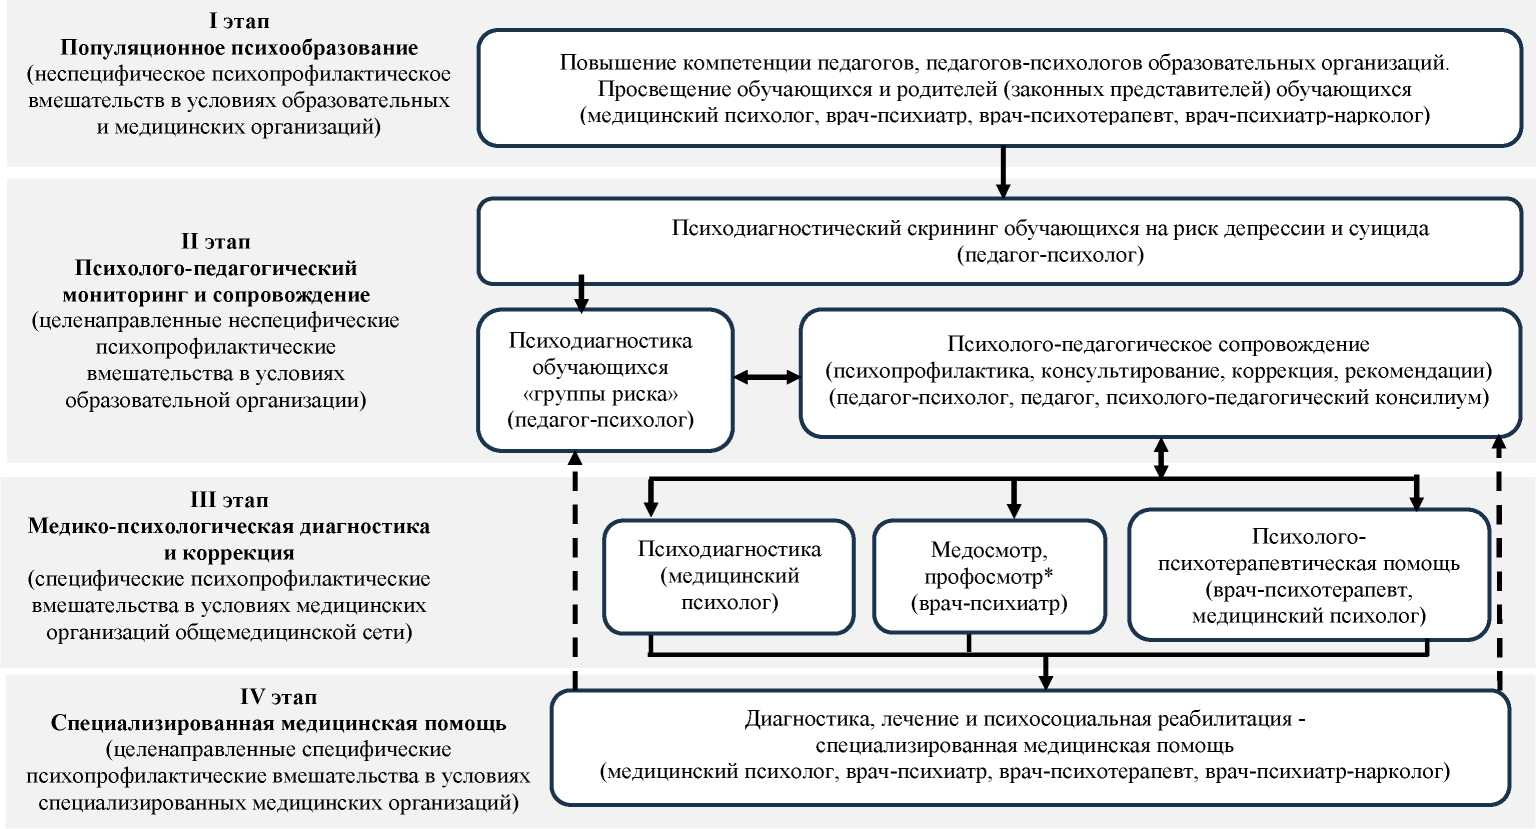 I этап
Популяционное психообразование
(неспецифическое психопрофилактическое
вмешательств в условиях образовательных
и медицинских организаций)
Повышение компетенции педагогов, педагогов-психологов образовательных организаций.
Просвещение обучающихся и родителей (законных представителей) обучающихся
(медицинский психолог, врач-психиатр, врач-психотерапевт, врач-психиатр-нарколог)
II этап
Психолого-педагогический
мониторинг и сопровождение
(целенаправленные неспецифические
психопрофилактические
вмешательства в условиях
образовательной организации)
Психодиагностический скрининг обучающихся на риск депрессии и суицида
(педагог-психолог)
Психодиагностика
обучающихся
«группы риска»
(педагог-психолог)
Психолого-педагогическое сопровождение
(психопрофилактика, консультирование, коррекция, рекомендации)
(педагог-психолог, педагог, психолого-педагогический консилиум)
III этап
Медико-психологическая диагностика
и коррекция
(специфические психопрофилактические
вмешательства в условиях медицинских
организаций общемедицинской сети)
Психодиагностика
(медицинский
психолог)
Медосмотр,
профосмотр*
(врач-психиатр)
Психолого-
психотерапевтическая помощь
(врач-психотерапевт,
медицинский психолог)
IV этап
Специализированная медицинская помощь
(целенаправленные специфические
психопрофилактические вмешательства в условиях
специализированных медицинских организаций)
Диагностика, лечение и психосоциальная реабилитация -
специализированная медицинская помощь
(медицинский психолог, врач-психиатр, врач-психотерапевт, врач-психиатр-нарколог)